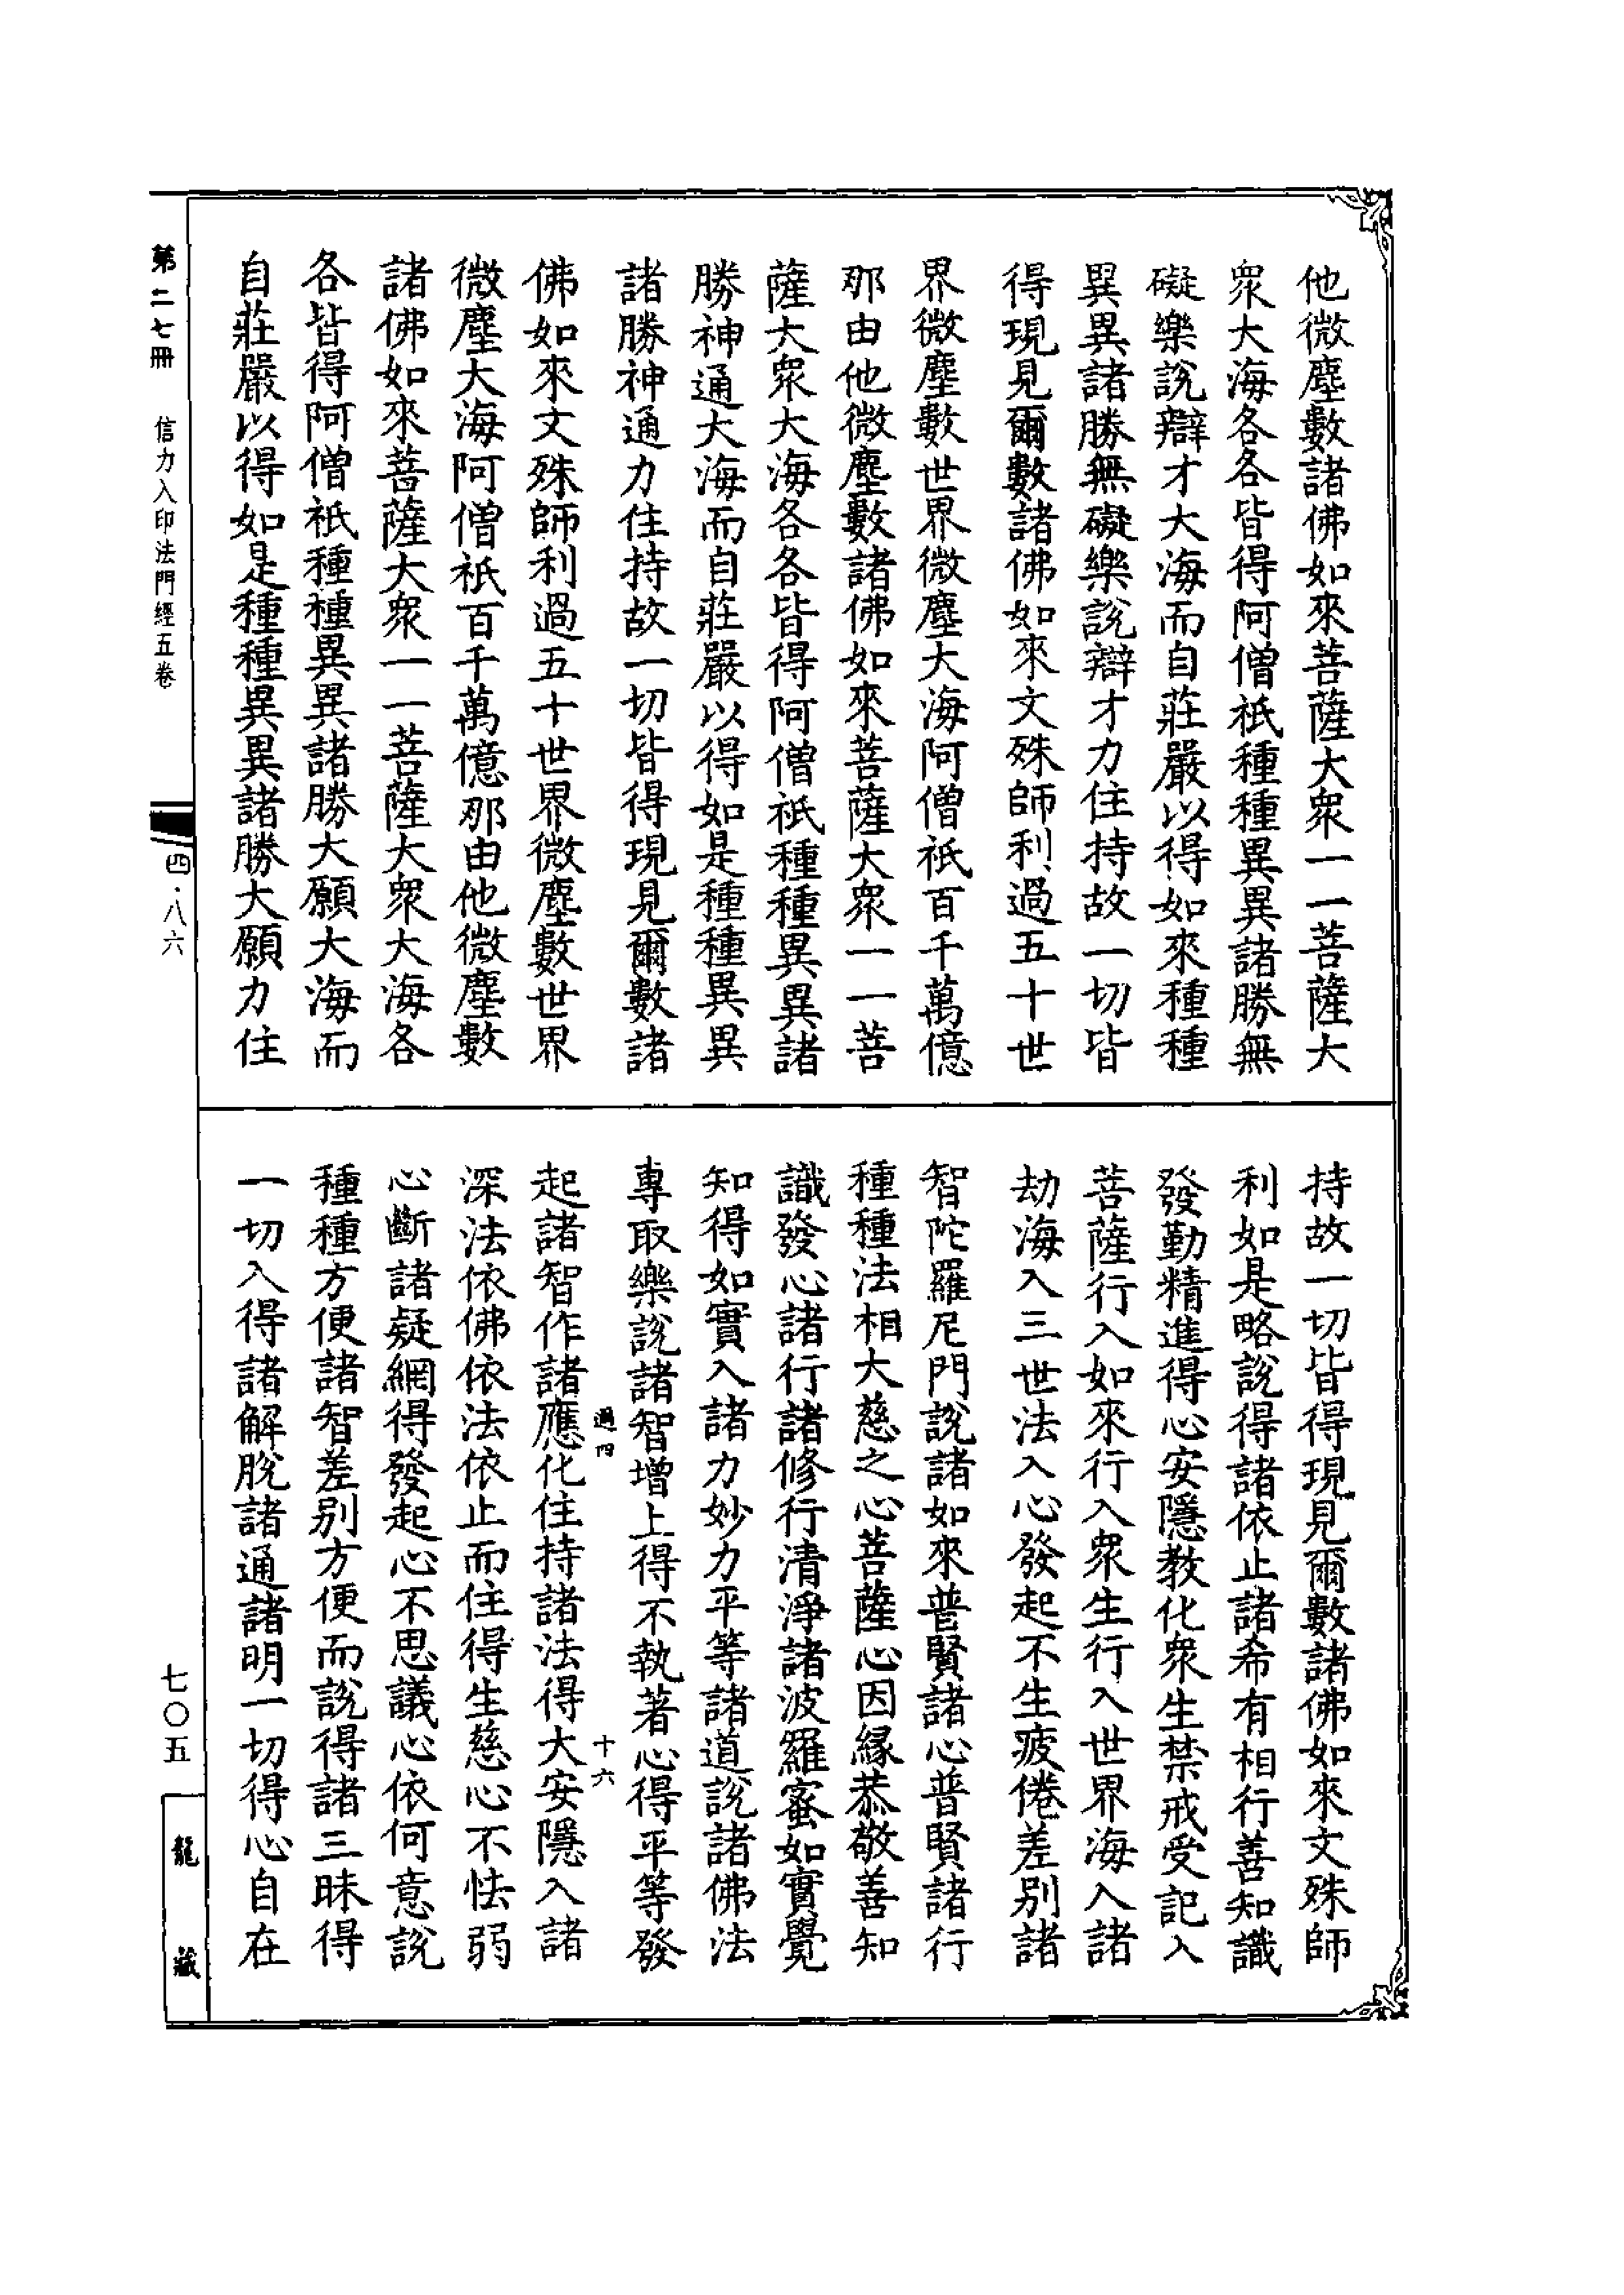 他微塵數諸佛如來菩薩大眾一一菩薩大
眾大海各各皆得阿僧祇種種異異諸勝無
礙樂說辯才大海而自莊嚴以得如來種種
異異諸勝無礙樂說辯才力住持故一切皆
得現見爾數諸佛如來文殊師利過五十世
界微塵數世界微塵大海阿僧祇百千萬億
那由他微塵數諸佛如來菩薩大眾一一菩
薩大眾大海各各皆得阿僧祇種種異異諸
勝神通大海而自莊嚴以得如是種種異異
諸勝神通力住持故一切皆得現見爾數諸
佛如來文殊師利過五十世界微塵數世界
微塵大海阿僧祇百千萬億那由他微塵數
諸佛如來菩薩大眾一一菩薩大眾大海各
各皆得阿僧祇種種異異諸勝大願大海而
自莊嚴以得如是種種異異諸勝大願力住
持故一切皆得現見爾數諸佛如來文殊師
利如是略說得諸依止諸希有相行善知識
發勤精進得心安隱教化眾生禁戒受記入
菩薩行入如來行入眾生行入世界海入諸
劫海入三世法入心發起不生疲倦差別諸
智陀羅尼門說諸如來普賢諸心普賢諸行
種種法相大慈之心菩薩心因緣恭敬善知
識發心諸行諸修行清淨諸波羅蜜如實覺
知得如實入諸力妙力平等諸道說諸佛法
專取樂說諸智增上得不執著心得平等發
過四 十六
起諸智作諸應化住持諸法得大安隱入諸
深法依佛依法依止而住得生慈心不怯弱
心斷諸疑網得發起心不思議心依何意說
種種方便諸智差別方便而說得諸三昧得
一切入得諸解脫諸通諸明一切得心自在
第二七冊 信力入印法門經五卷
四·八六
七〇五
龍藏